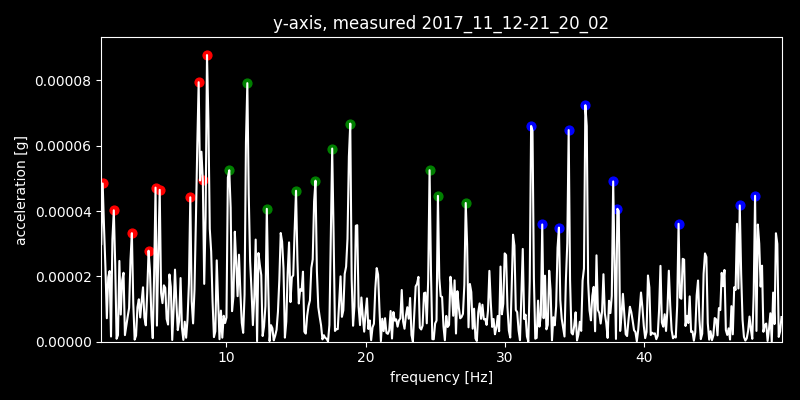 y-axis, measured 2017_11_12-21_20_02
acceleration [g]
0.00008
0.00006
0.00004
0.00002
0.00000
10 20 30 40
frequency [Hz]